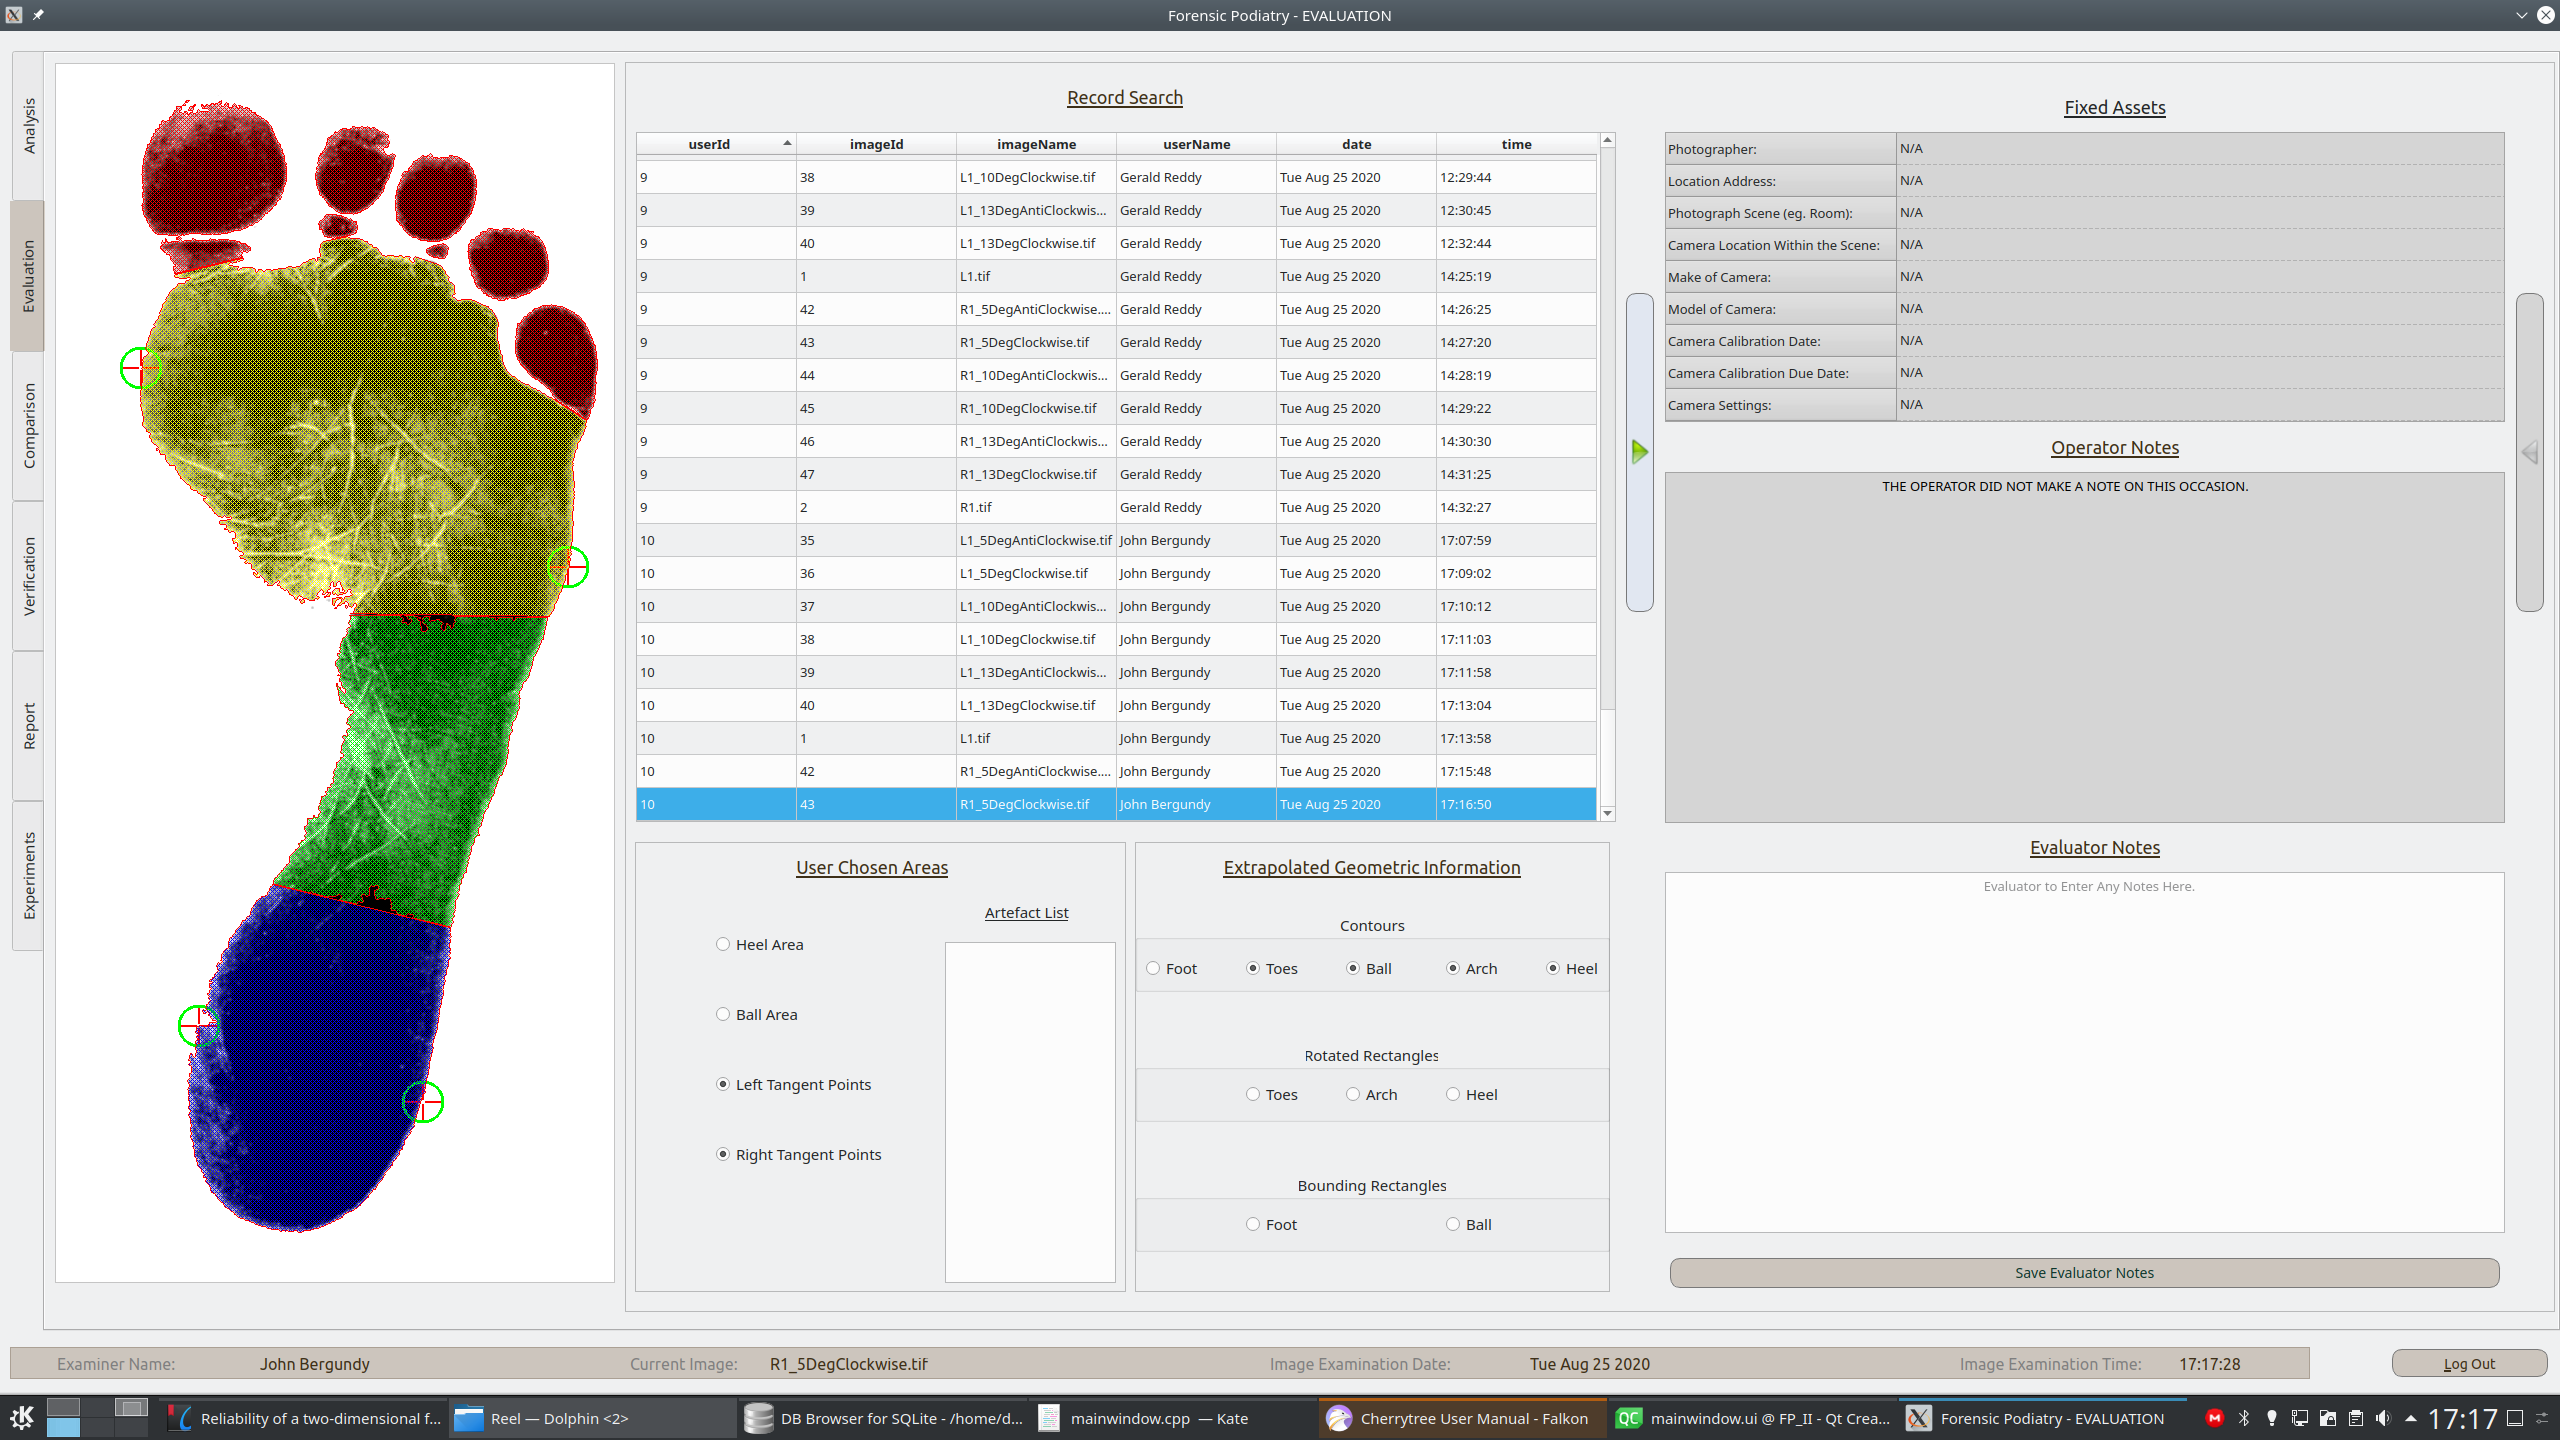 Forensic Podiatry - EVALUATION
Analysis
Evaluation
Comparison
Verification
Report
Experiments
Record Search
userId imageId imageName userName date time
9 38 L1_10DegClockwise.tif Gerald Reddy Tue Aug 25 2020 12:29:44
9 39 L1_13DegAntiClockwis... Gerald Reddy Tue Aug 25 2020 12:30:45
9 40 L1_13DegClockwise.tif Gerald Reddy Tue Aug 25 2020 12:32:44
9 1 L1.tif Gerald Reddy Tue Aug 25 2020 14:25:19
9 42 R1_5DegAntiClockwise.... Gerald Reddy Tue Aug 25 2020 14:26:25
9 43 R1_5DegClockwise.tif Gerald Reddy Tue Aug 25 2020 14:27:20
9 44 R1_10DegAntiClockwis... Gerald Reddy Tue Aug 25 2020 14:28:19
9 45 R1_10DegClockwise.tif Gerald Reddy Tue Aug 25 2020 14:29:22
9 46 R1_13DegAntiClockwis... Gerald Reddy Tue Aug 25 2020 14:30:30
9 47 R1_13DegClockwise.tif Gerald Reddy Tue Aug 25 2020 14:31:25
9 2 R1.tif Gerald Reddy Tue Aug 25 2020 14:32:27
10 35 L1_5DegAntiClockwise.tif John Bergundy Tue Aug 25 2020 17:07:59
10 36 L1_5DegClockwise.tif John Bergundy Tue Aug 25 2020 17:09:02
10 37 L1_10DegAntiClockwis... John Bergundy Tue Aug 25 2020 17:10:12
10 38 L1_10DegClockwise.tif John Bergundy Tue Aug 25 2020 17:11:03
10 39 L1_13DegAntiClockwis... John Bergundy Tue Aug 25 2020 17:11:58
10 40 L1_13DegClockwise.tif John Bergundy Tue Aug 25 2020 17:13:04
10 1 L1.tif John Bergundy Tue Aug 25 2020 17:13:58
10 42 R1_5DegAntiClockwise.... John Bergundy Tue Aug 25 2020 17:15:48
10 43 R1_5DegClockwise.tif John Bergundy Tue Aug 25 2020 17:16:50
User Chosen Areas
Artefact List
Heel Area
Ball Area
Left Tangent Points
Right Tangent Points
Extrapolated Geometric Information
Contours
Foot Toes Ball Arch Heel
Rotated Rectangles
Toes Arch Heel
Bounding Rectangles
Foot Ball
Fixed Assets
Photographer: N/A
Location Address: N/A
Photograph Scene (eg. Room): N/A
Camera Location Within the Scene: N/A
Make of Camera: N/A
Model of Camera: N/A
Camera Calibration Date: N/A
Camera Calibration Due Date: N/A
Camera Settings: N/A
Operator Notes
THE OPERATOR DID NOT MAKE A NOTE ON THIS OCCASION.
Evaluator Notes
Evaluator to Enter Any Notes Here.
Save Evaluator Notes
Examiner Name: John Bergundy Current Image: R1_5DegClockwise.tif Image Examination Date: Tue Aug 25 2020 Image Examination Time: 17:17:28 Log Out
Reliability of a two-dimensional f... Reel — Dolphin <2> DB Browser for SQLite - /home/d... mainwindow.cpp — Kate Cherrytree User Manual - Falkon QC mainwindow.ui @ FP_II - Qt Crea... Forensic Podiatry - EVALUATION 17:17